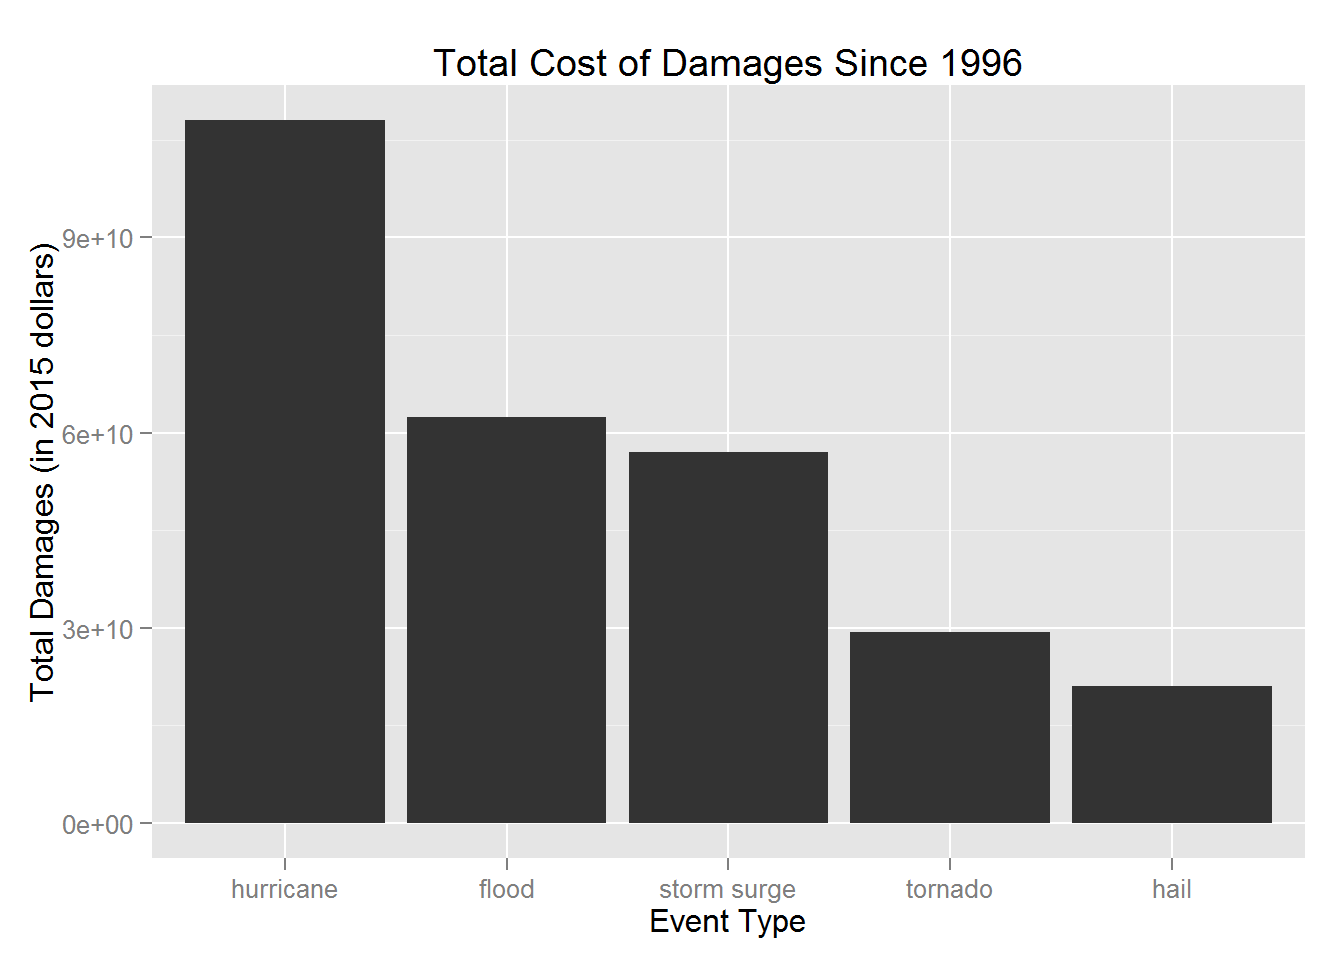 Total Cost of Damages Since 1996
Total Damages (in 2015 dollars)
9e+10
6e+10
3e+10
0e+00
hurricane
flood
storm surge
tornado
hail
Event Type